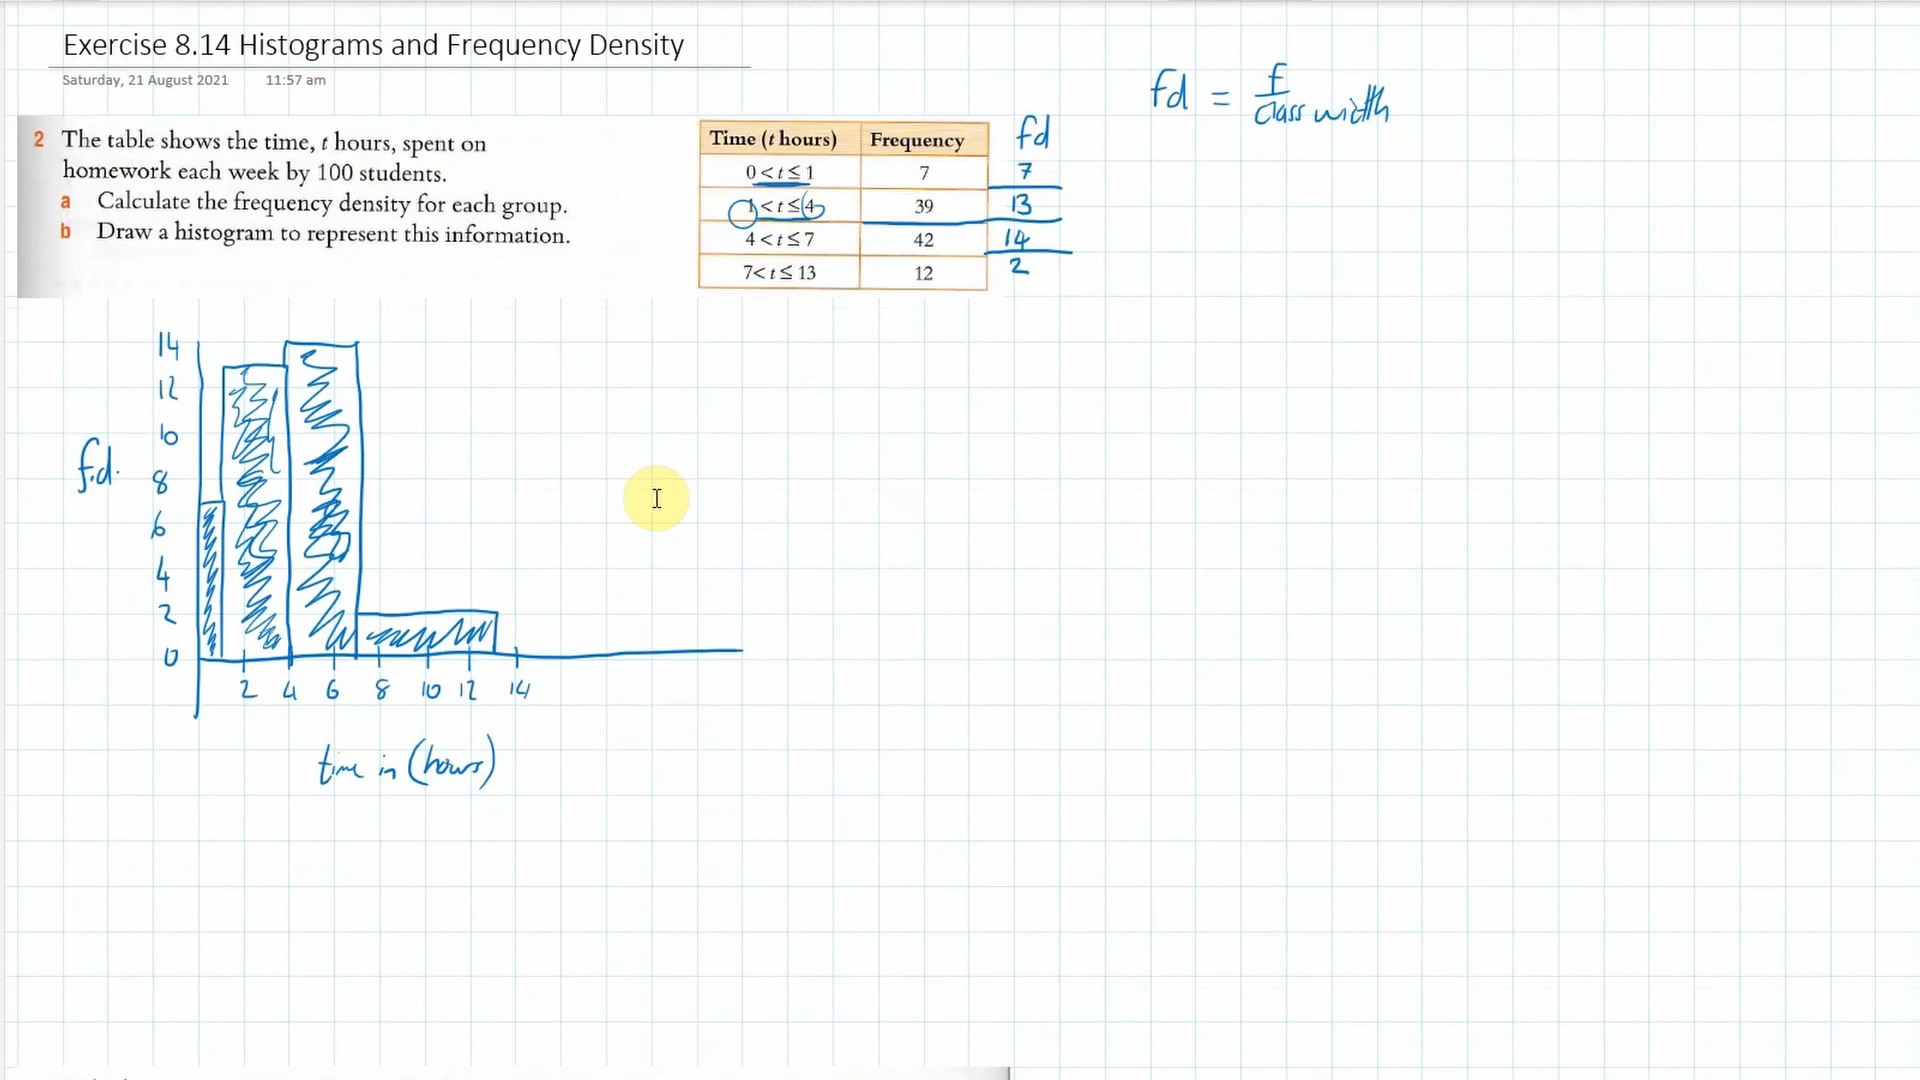 Exercise 8.14 Histograms and Frequency Density
Saturday, 21 August 2021 11:57 am
fd = f
class width
2 The table shows the time, t hours, spent on
homework each week by 100 students.
a Calculate the frequency density for each group.
b Draw a histogram to represent this information.
Time (t hours) Frequency fd
0 < t ≤ 1 7 7
1 < t ≤ 4 39 13
4 < t ≤ 7 42 14
7 < t ≤ 13 12 2
14
12
10
f.d. 8
6
4
2
0
2 4 6 8 10 12 14
time in (hours)